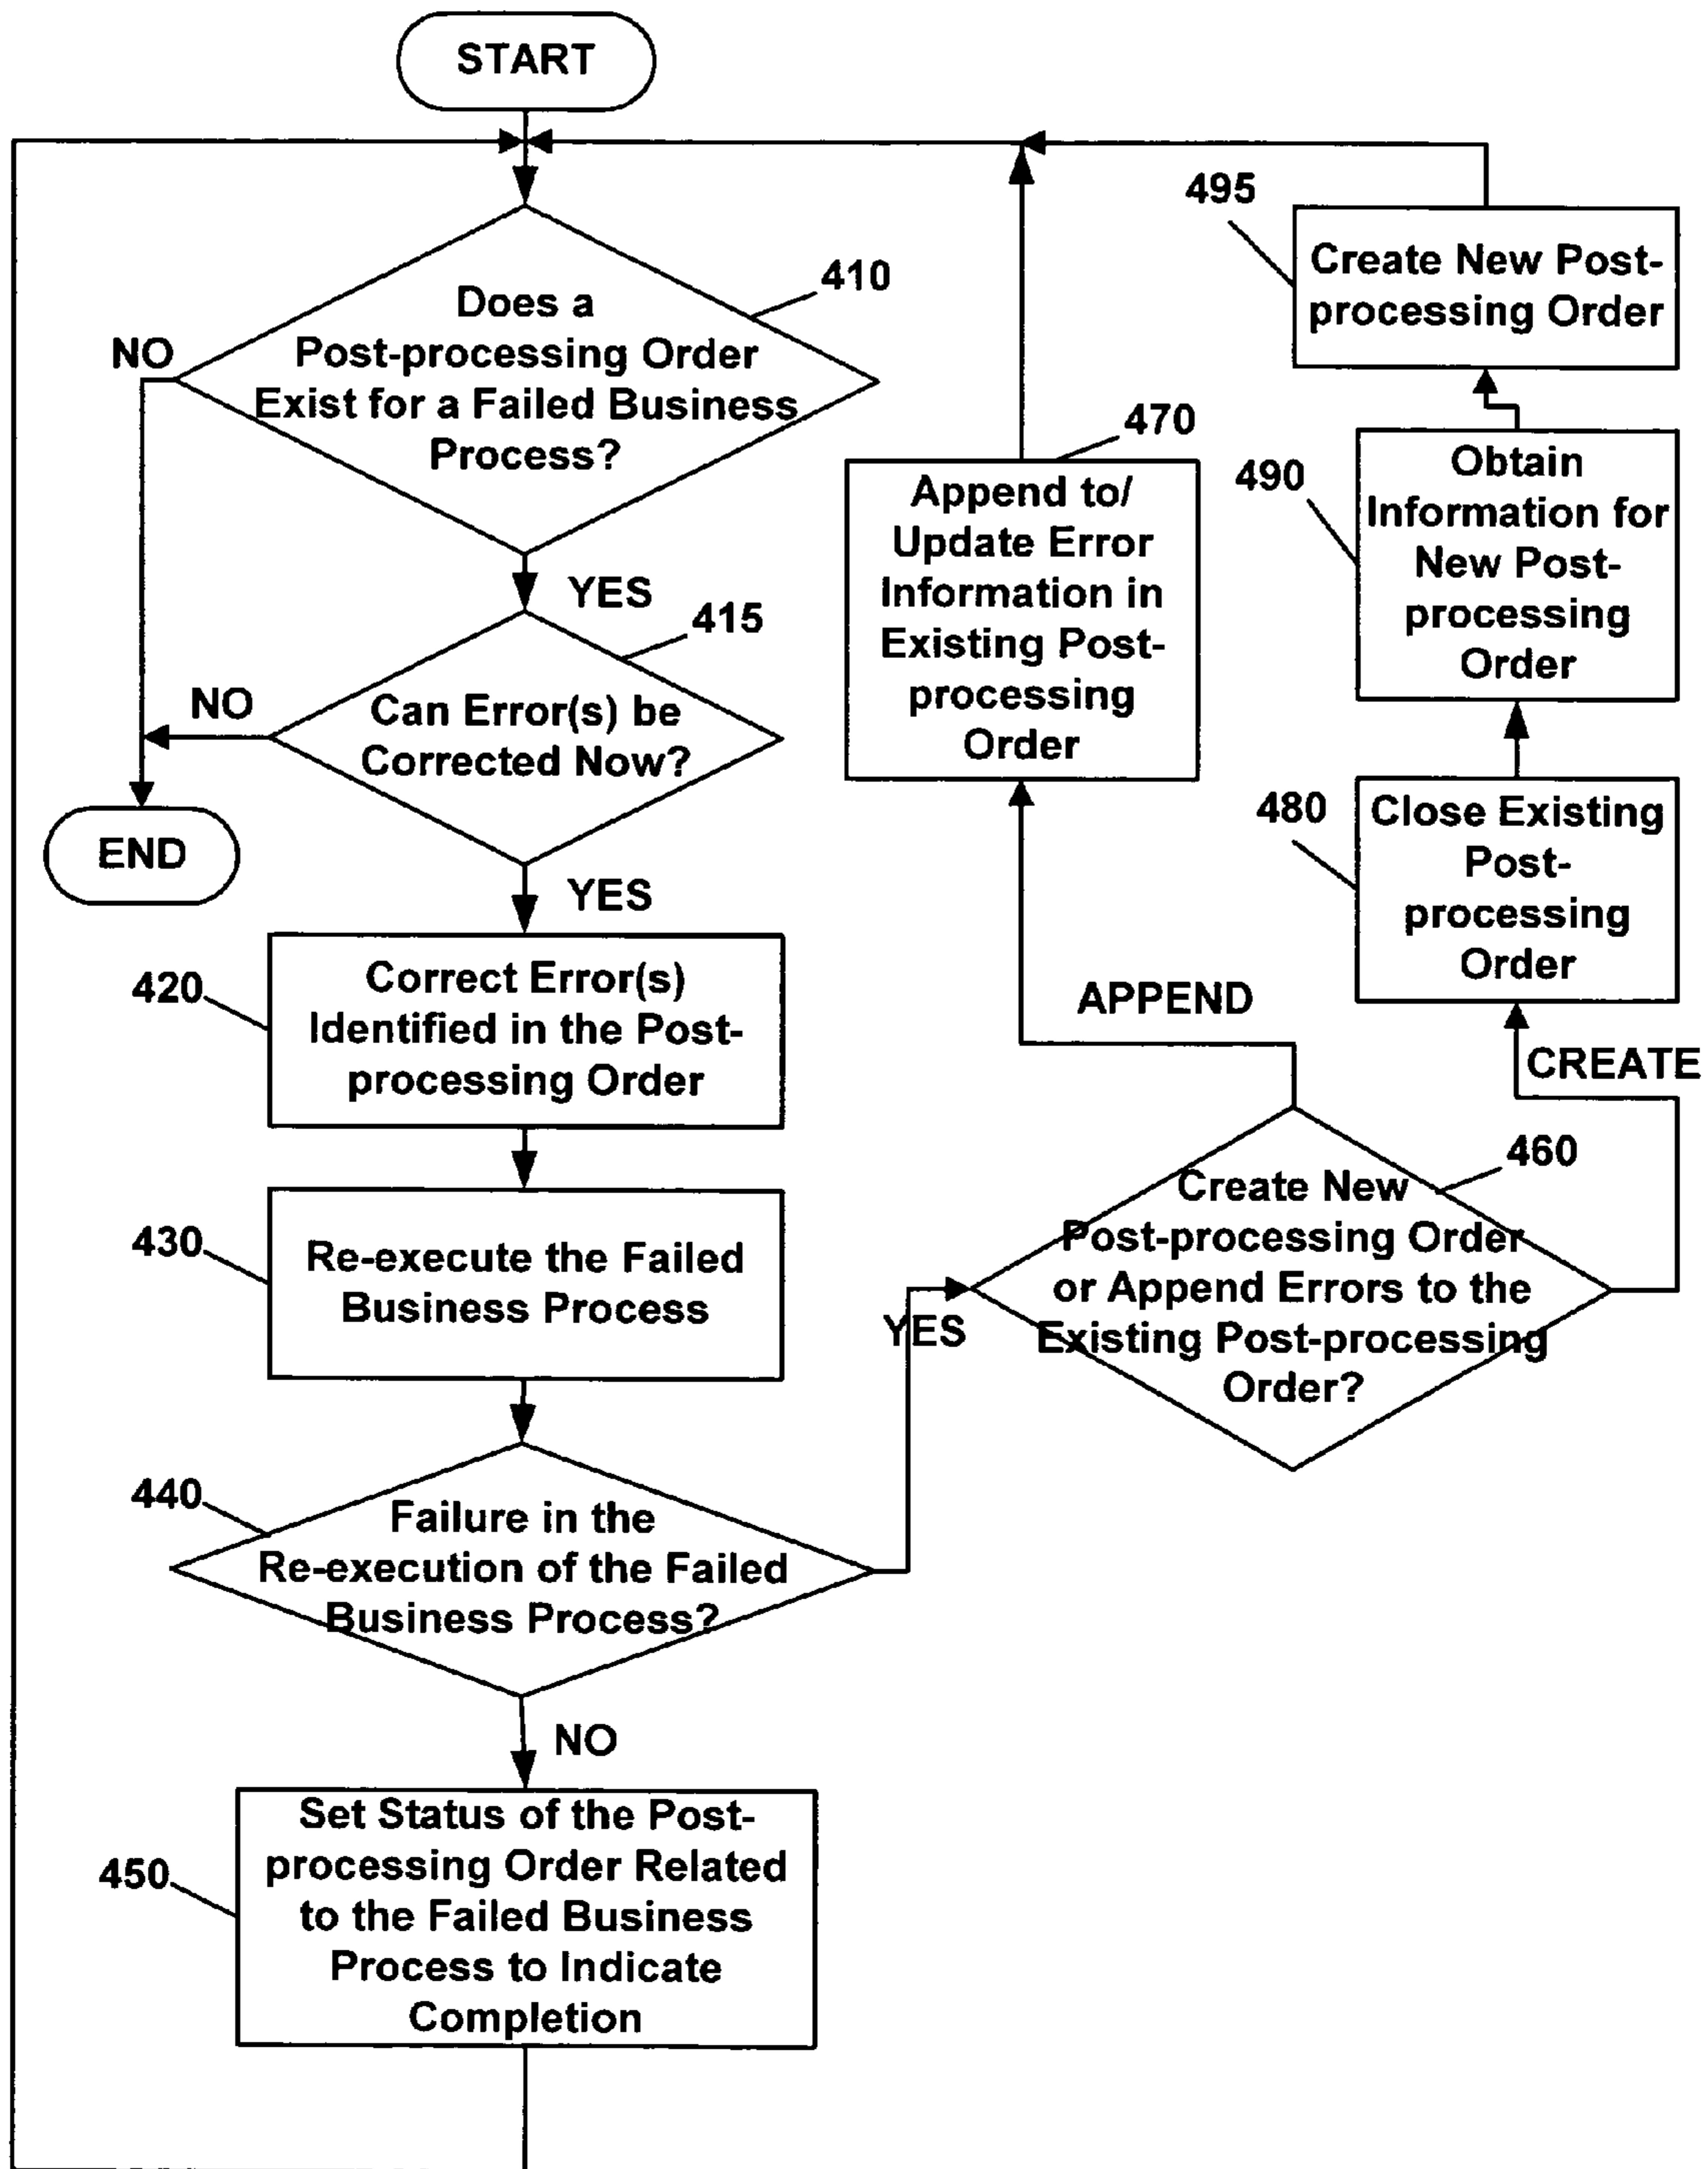 START
410
Does a
Post-processing Order
Exist for a Failed Business
Process?
NO
YES
415
Can Error(s) be
Corrected Now?
NO
END
YES
420
Correct Error(s)
Identified in the Post-
processing Order
430
Re-execute the Failed
Business Process
440
Failure in the
Re-execution of the Failed
Business Process?
YES
NO
450
Set Status of the Post-
processing Order Related
to the Failed Business
Process to Indicate
Completion
460
Create New
Post-processing Order
or Append Errors to the
Existing Post-processing
Order?
APPEND
CREATE
470
Append to/
Update Error
Information in
Existing Post-
processing
Order
480
Close Existing
Post-
processing
Order
490
Obtain
Information for
New Post-
processing
Order
495
Create New Post-
processing Order